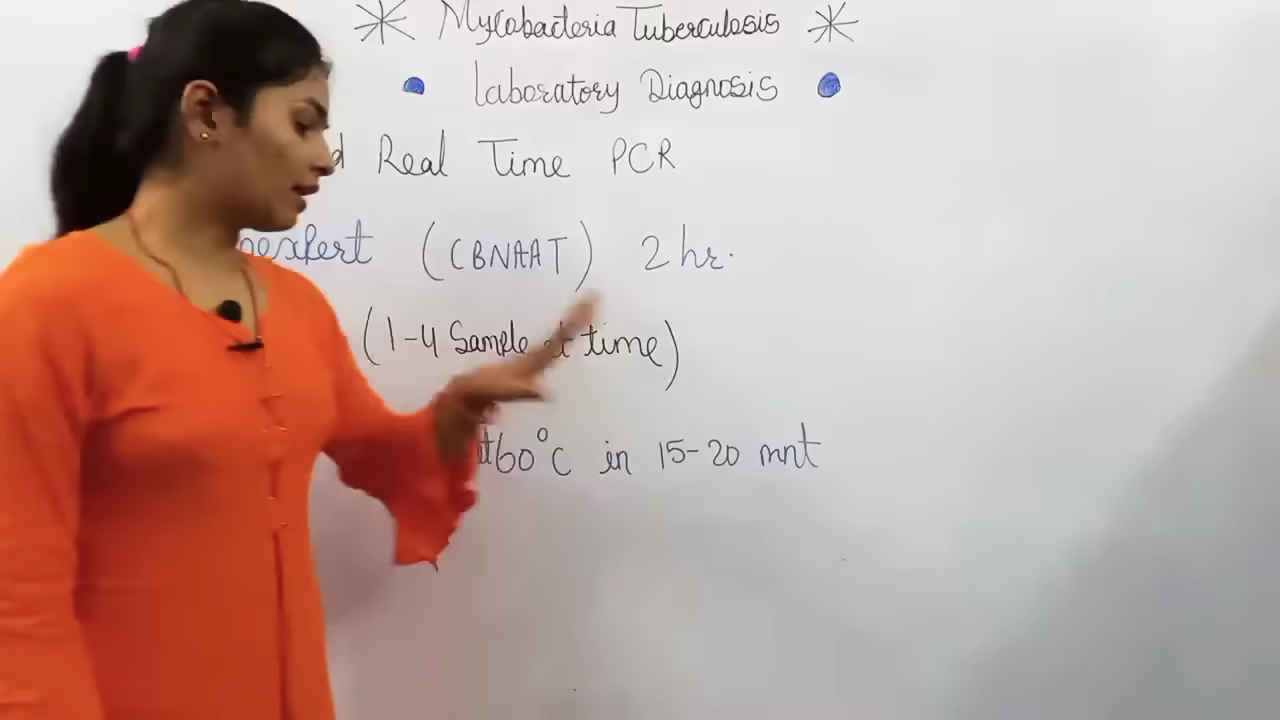 Mycobacteria Tuberculosis
Laboratory Diagnosis
Real Time PCR
(CBNAAT) 2 hr.
(1-4 Sample at time)
60°C in 15-20 mnt